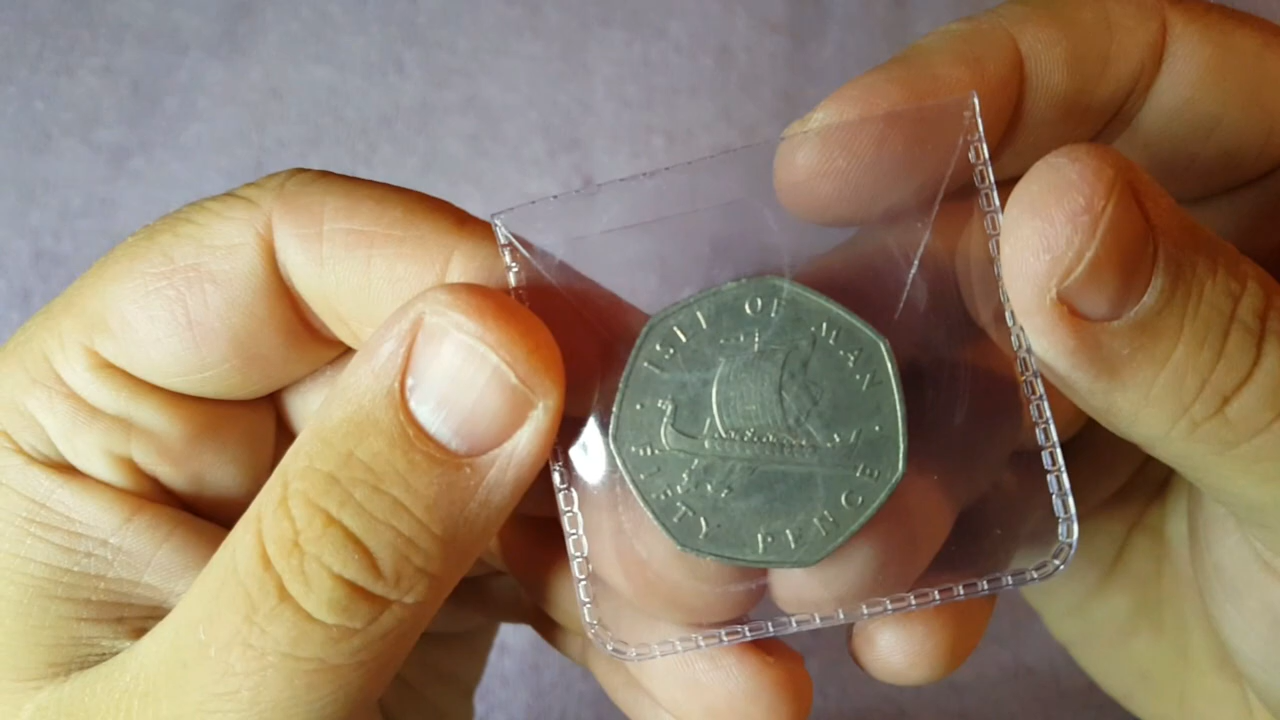 · ISLE OF MAN ·
FIFTY PENCE